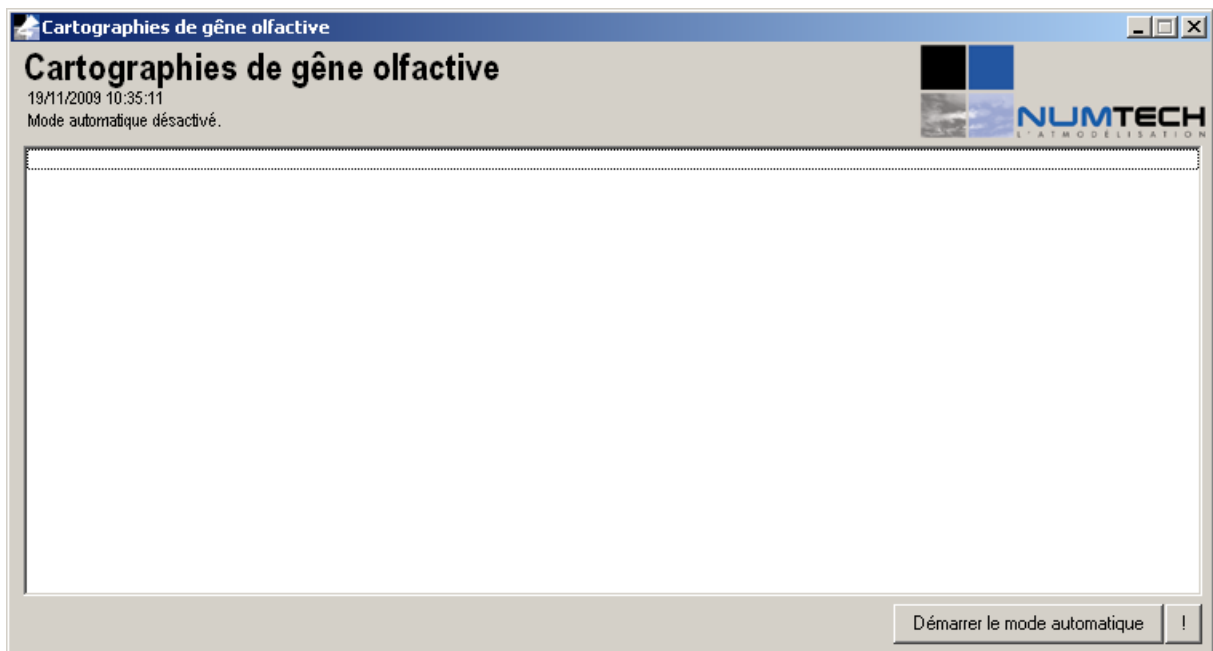 Cartographies de gêne olfactive
Cartographies de gêne olfactive
19/11/2009 10:35:11
Mode automatique désactivé.
NUMTECH
L'ATMODÉLISATION
Démarrer le mode automatique
!